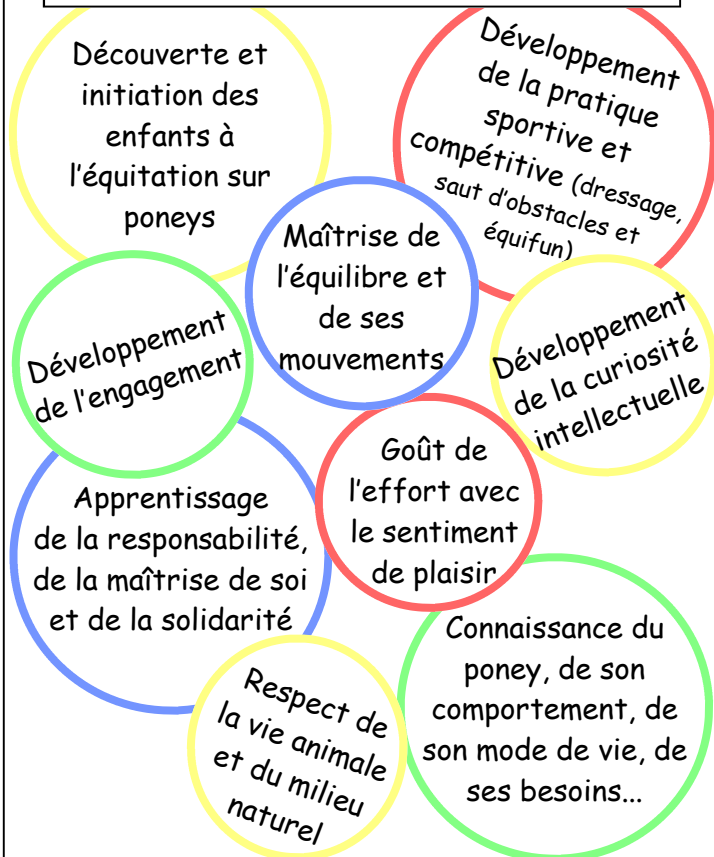 Découverte et
initiation des
enfants à
l'équitation sur
poneys
Développement
de la pratique
sportive et
compétitive (dressage,
saut d'obstacles et
équifun)
Maîtrise de
l'équilibre et
de ses
mouvements
Développement
de l'engagement
Développement
de la curiosité
intellectuelle
Goût de
l'effort avec
le sentiment
de plaisir
Apprentissage
de la responsabilité,
de la maîtrise de soi
et de la solidarité
Connaissance du
poney, de son
comportement, de
son mode de vie, de
ses besoins...
Respect de
la vie animale
et du milieu
naturel